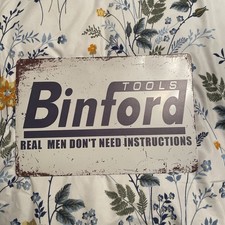 TOOLS
Binford
REAL MEN DON'T NEED INSTRUCTIONS